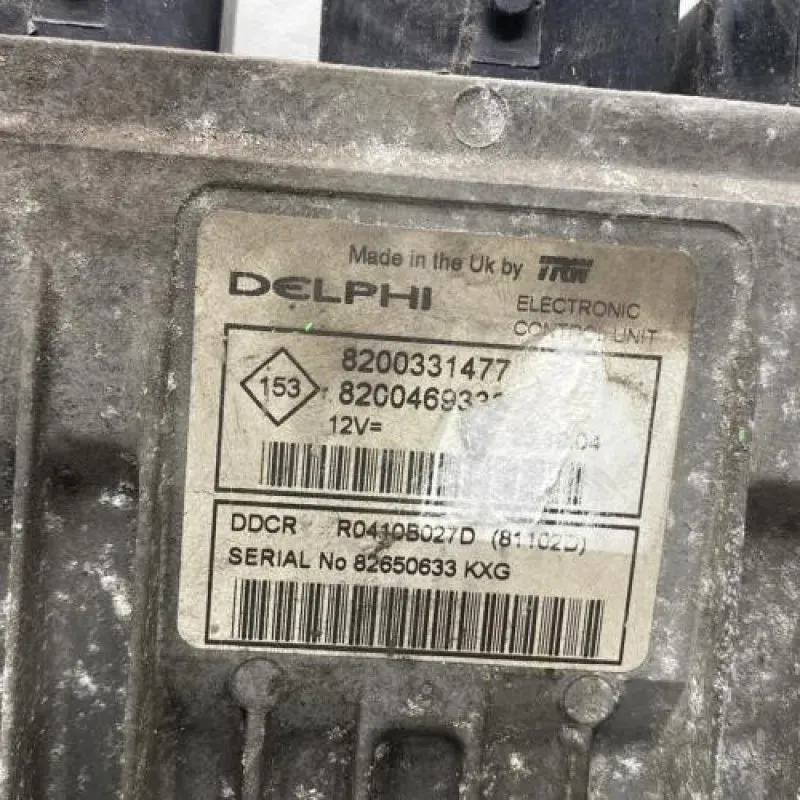 Made in the Uk by TRW
DELPHI
ELECTRONIC
CONTROL UNIT
153
8200331477
12V=
DDCR R0410B027D (81102D)
SERIAL No 82650633 KXG